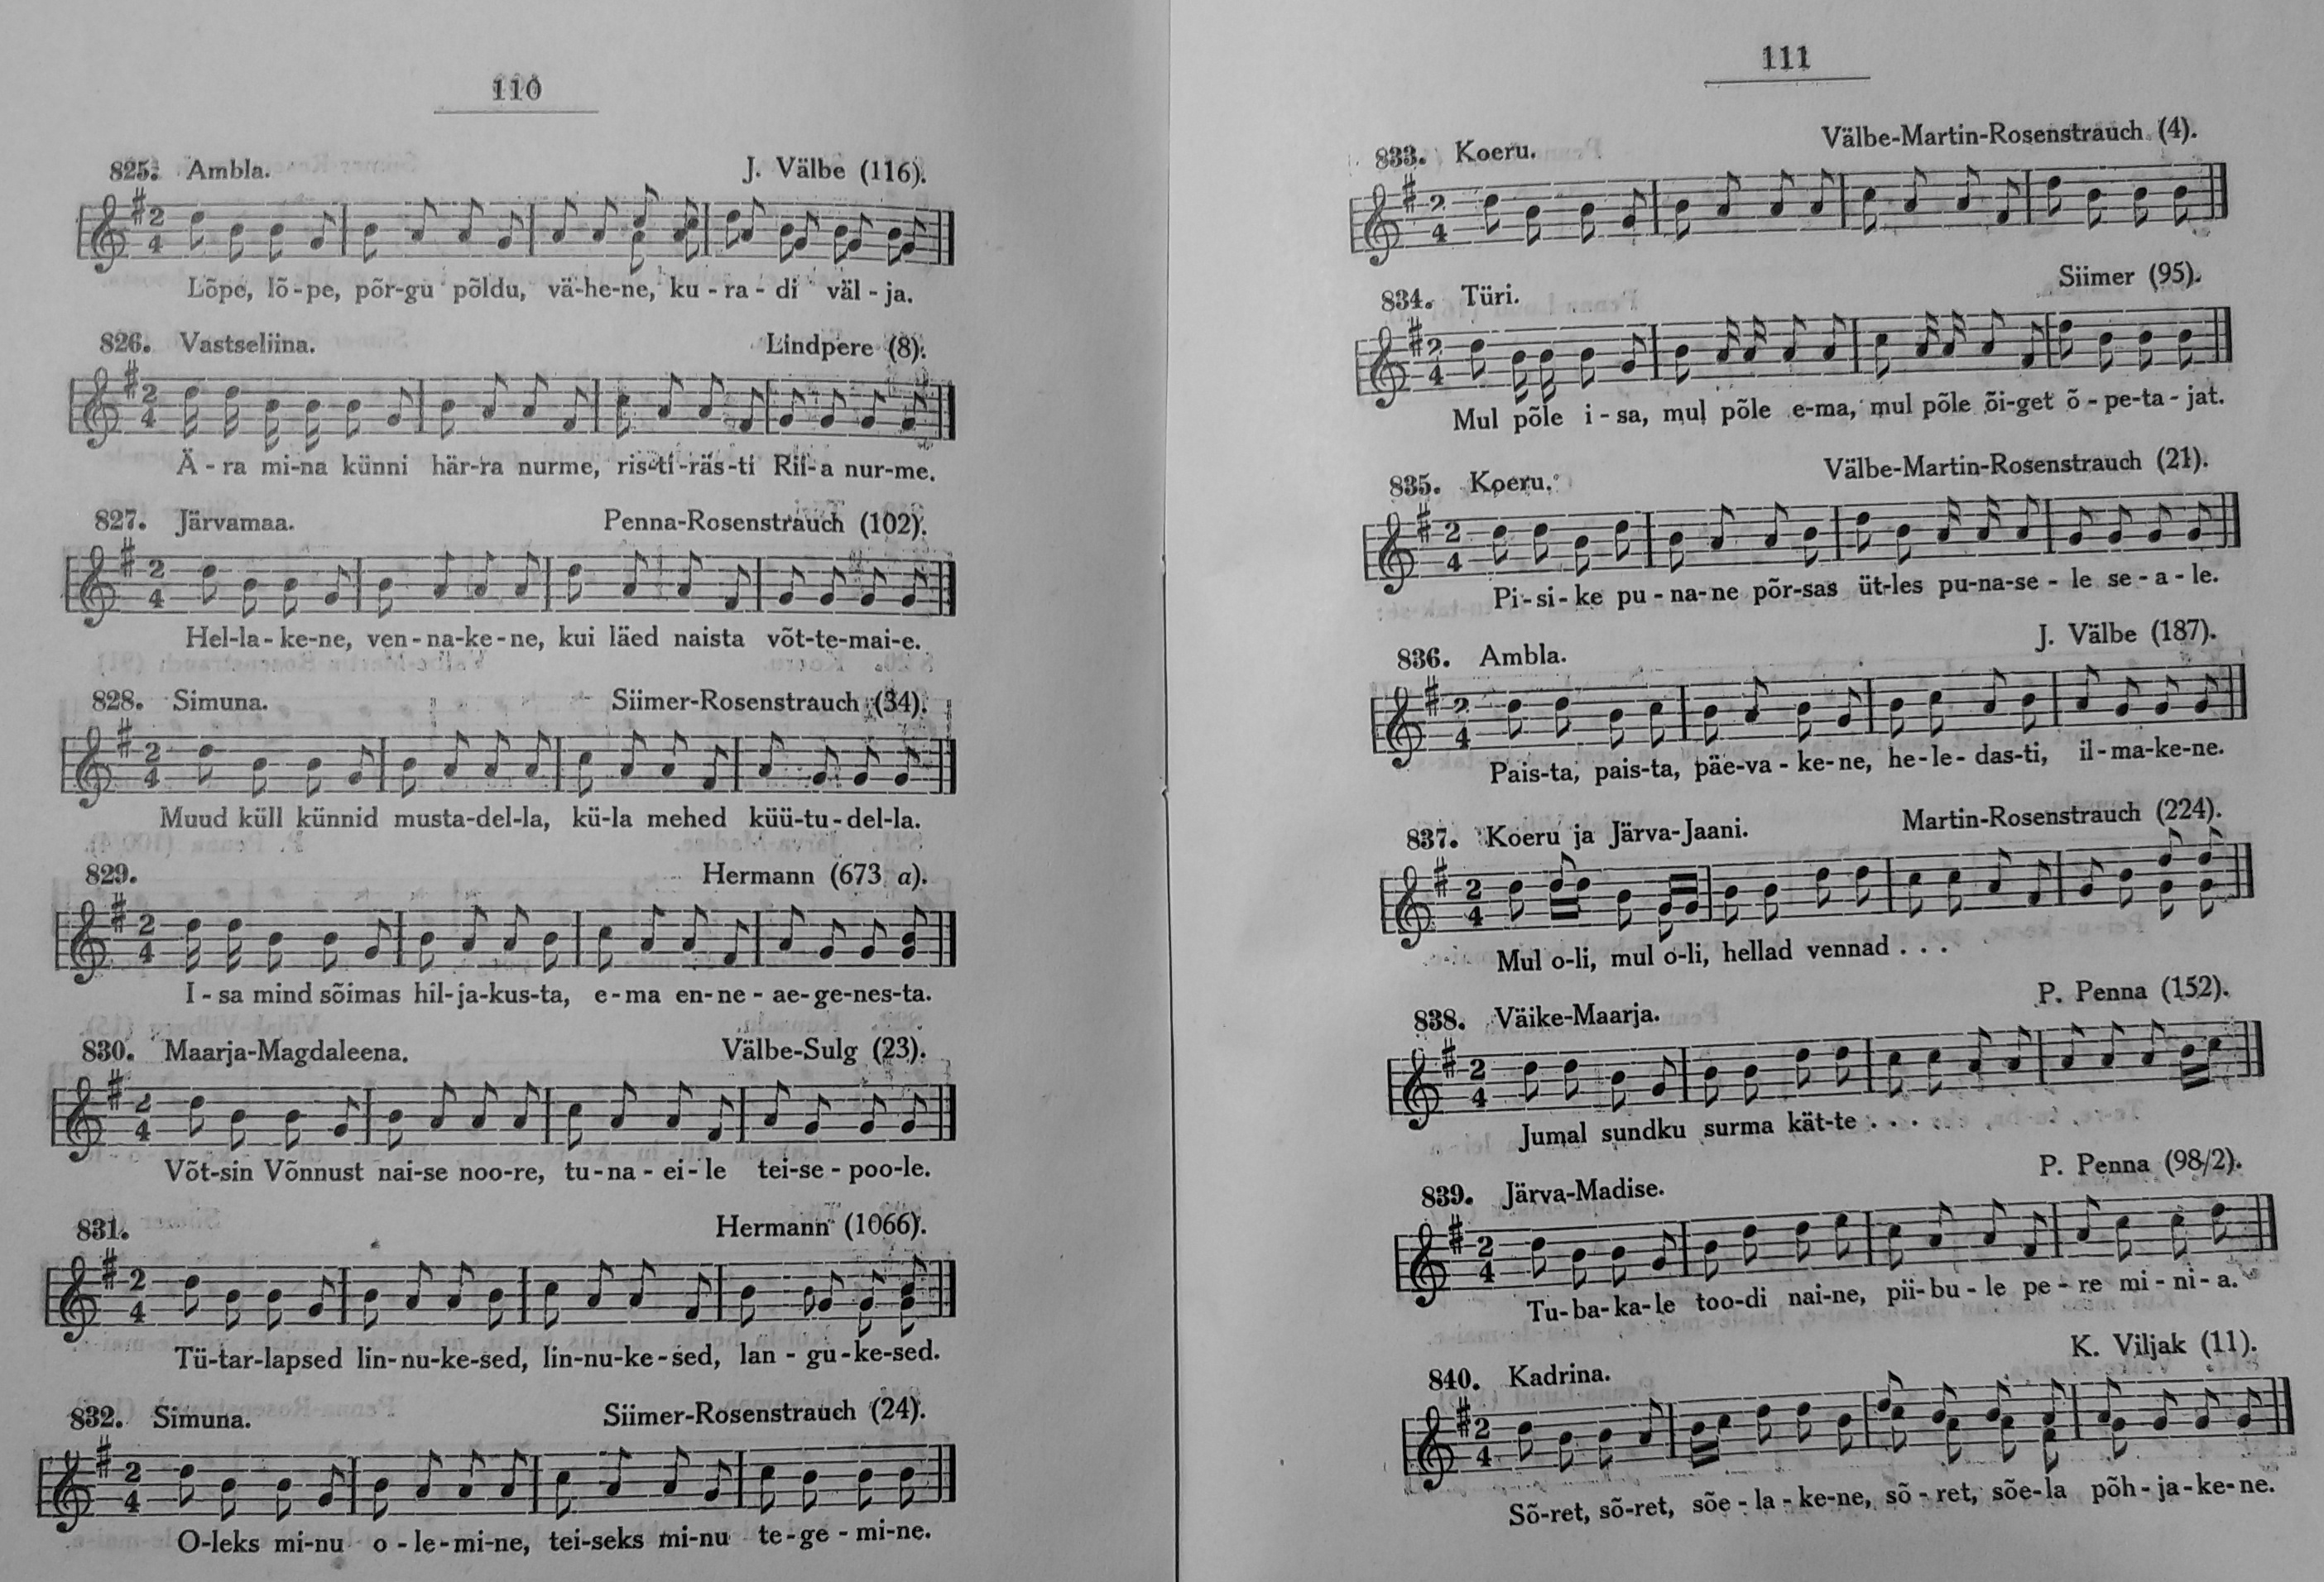 110
825. Ambla. J. Välbe (116).
2
4
Lõpe, lõ-pe, põr-gu põldu, vä-he-ne, ku - ra - di väl - ja.
826. Vastseliina. Lindpere (8).
2
4
Ä - ra mi-na künni här-ra nurme, ris-ti-räs-ti Rii-a nur-me.
827. Järvamaa. Penna-Rosenstrauch (102).
2
4
Hel-la-ke-ne, ven-na-ke-ne, kui läed naista võt-te-mai-e.
828. Simuna. Siimer-Rosenstrauch (34).
2
4
Muud küll künnid musta-del-la, kü-la mehed küü-tu-del-la.
829. Hermann (673 a).
2
4
I - sa mind sõimas hil-ja-kus-ta, e-ma en-ne - ae-ge-nes-ta.
830. Maarja-Magdaleena. Välbe-Sulg (23).
2
4
Võt-sin Võnnust nai-se noo-re, tu-na - ei - le tei-se - poo-le.
831. Hermann (1066).
2
4
Tü-tar-lapsed lin-nu-ke-sed, lin-nu-ke-sed, lan - gu-ke-sed.
832. Simuna. Siimer-Rosenstrauch (24).
2
4
O-leks mi-nu o - le-mi-ne, tei-seks mi-nu te-ge - mi-ne.
111
833. Koeru. Välbe-Martin-Rosenstrauch (4).
2
4
834. Türi. Siimer (95).
2
4
Mul põle i - sa, mul põle e-ma, mul põle õi-get õ - pe-ta - jat.
835. Koeru. Välbe-Martin-Rosenstrauch (21).
2
4
Pi-si-ke pu-na-ne põr-sas üt-les pu-na-se - le se-a-le.
836. Ambla. J. Välbe (187).
2
4
Pais-ta, pais-ta, päe-va - ke-ne, he-le-das-ti, il-ma-ke-ne.
837. Koeru ja Järva-Jaani. Martin-Rosenstrauch (224).
2
4
Mul o-li, mul o-li, hellad vennad . . .
838. Väike-Maarja. P. Penna (152).
2
4
Jumal sundku surma kät-te . . .
839. Järva-Madise. P. Penna (98/2).
2
4
Tu-ba-ka-le too-di nai-ne, pii-bu - le pe - re mi - ni - a.
840. Kadrina. K. Viljak (11).
2
4
Sõ-ret, sõ-ret, sõe - la - ke-ne, sõ - ret, sõe-la põh-ja-ke-ne.